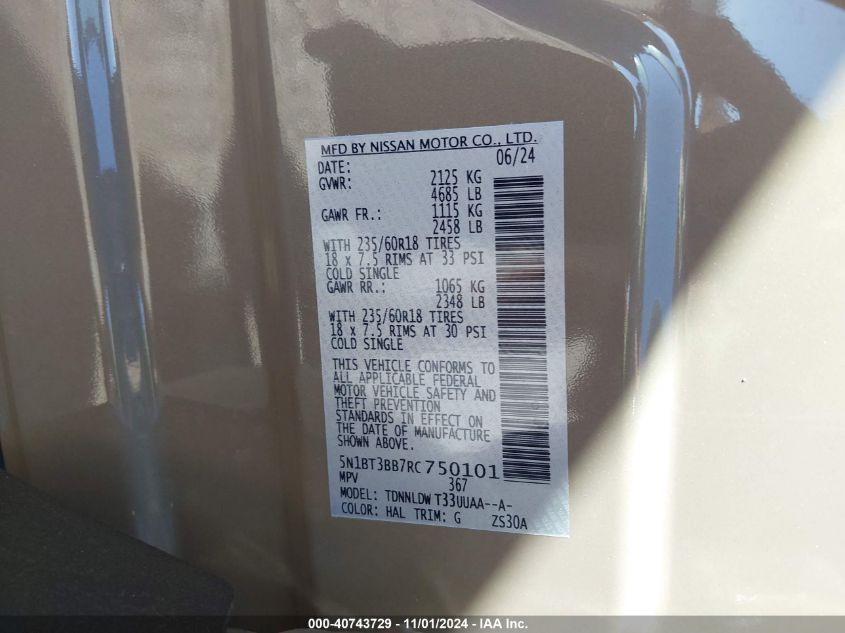 MFD BY NISSAN MOTOR CO., LTD.
DATE: 06/24
GVWR: 2125 KG
4685 LB
GAWR FR.: 1115 KG
2458 LB
WITH 235/60R18 TIRES
18 x 7.5 RIMS AT 33 PSI
COLD SINGLE
GAWR RR.: 1065 KG
2348 LB
WITH 235/60R18 TIRES
18 x 7.5 RIMS AT 30 PSI
COLD SINGLE
THIS VEHICLE CONFORMS TO
ALL APPLICABLE FEDERAL
MOTOR VEHICLE SAFETY AND
THEFT PREVENTION
STANDARDS IN EFFECT ON
THE DATE OF MANUFACTURE
SHOWN ABOVE.
5N1BT3BB7RC750101
MPV 367
MODEL: TDNNLDW T33UUAA--A-
COLOR: HAL TRIM: G ZS30A
000-40743729 - 11/01/2024 - IAA Inc.